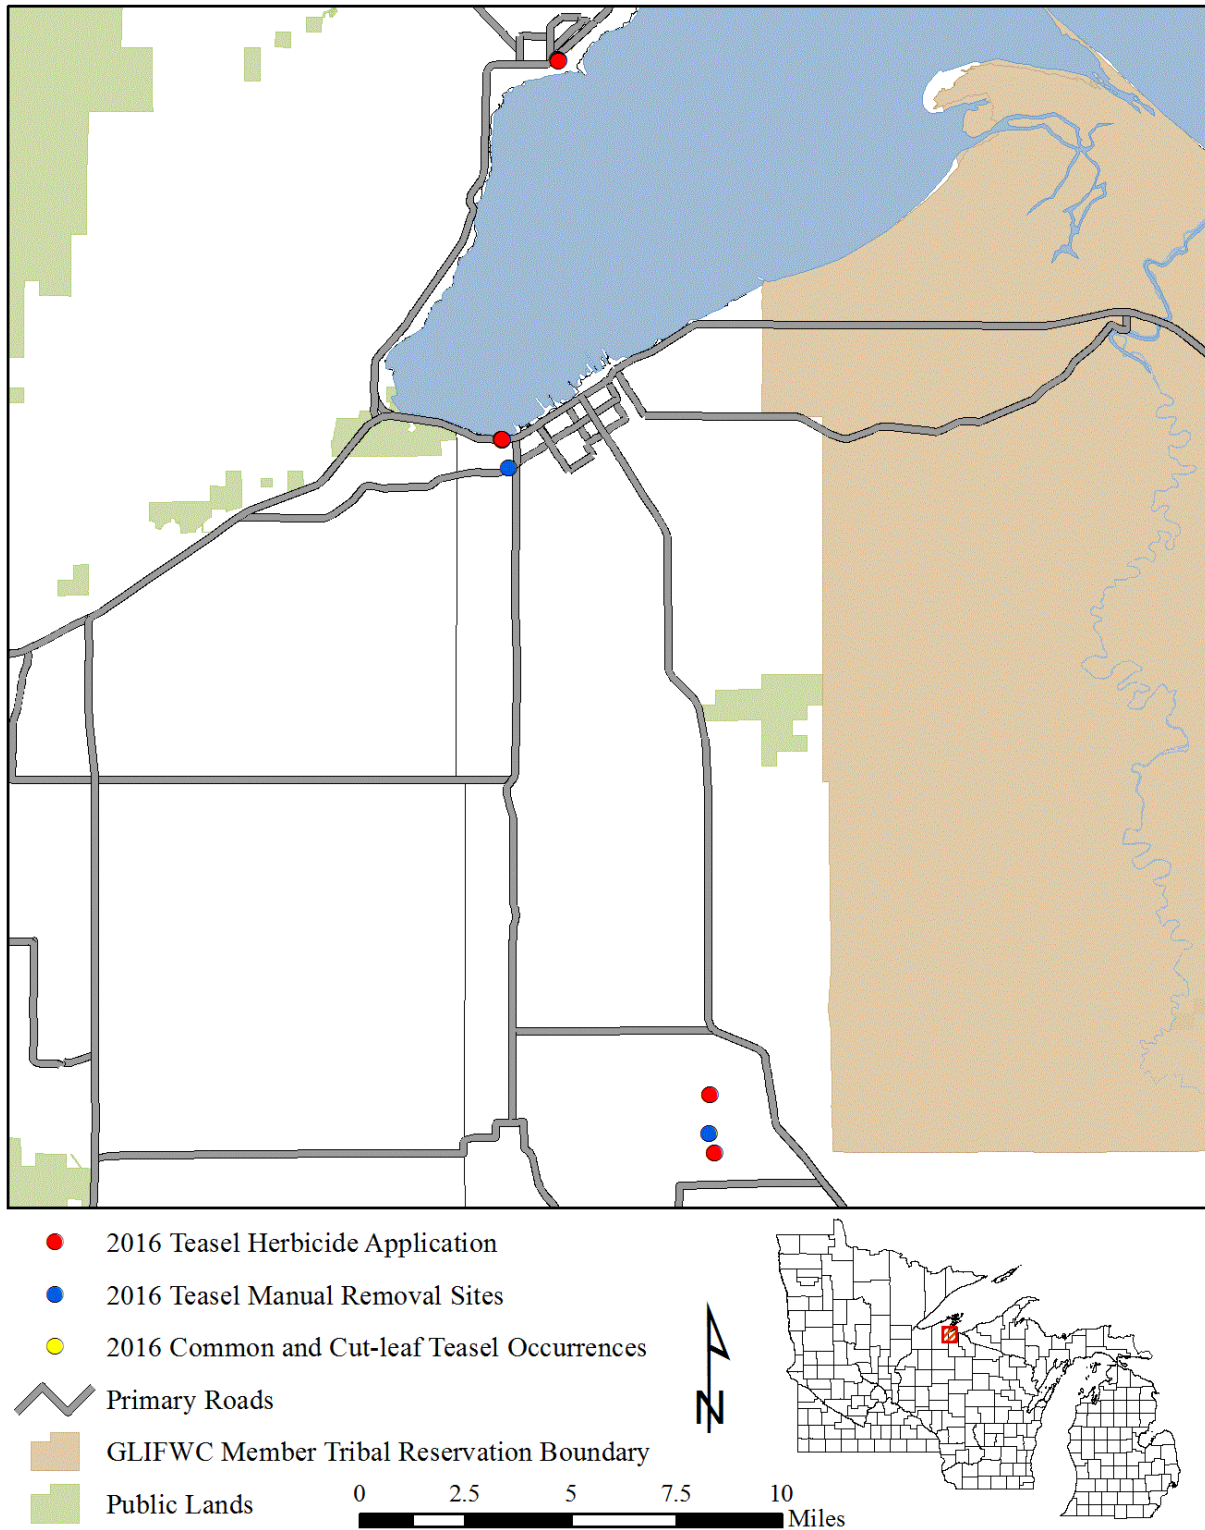 2016 Teasel Herbicide Application
2016 Teasel Manual Removal Sites
2016 Common and Cut-leaf Teasel Occurrences
Primary Roads
GLIFWC Member Tribal Reservation Boundary
Public Lands
N
0 2.5 5 7.5 10
Miles